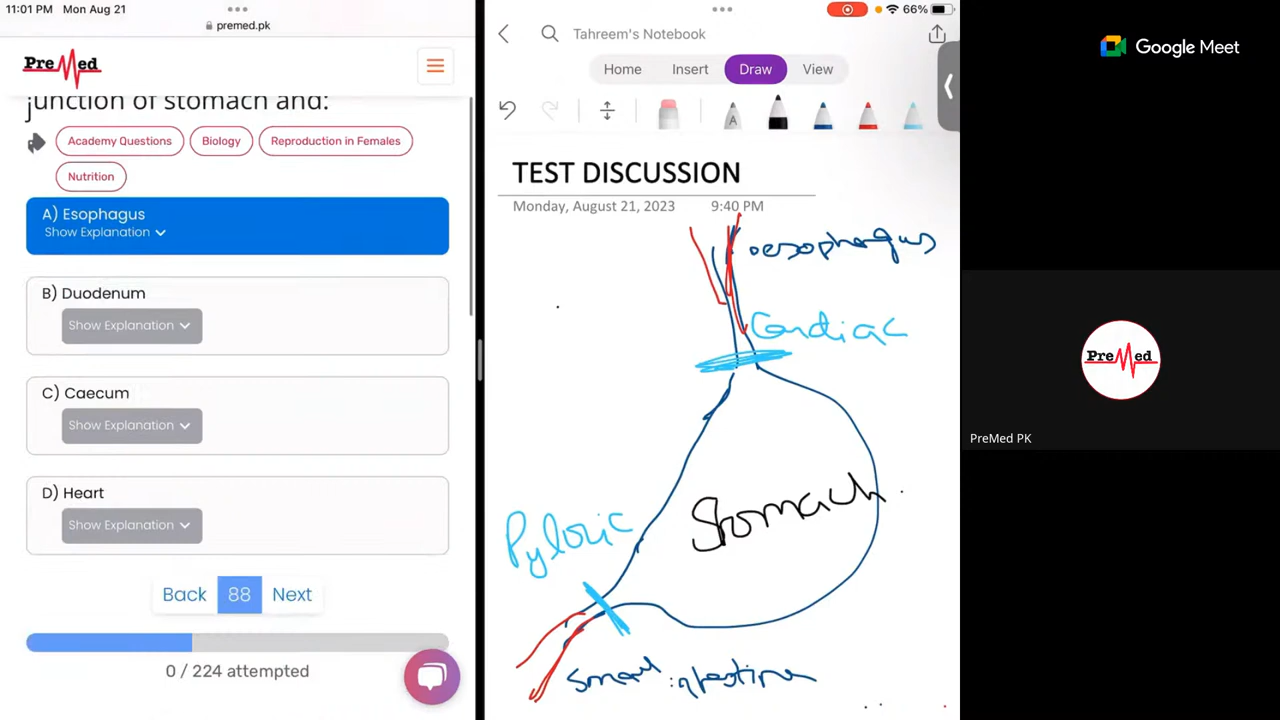 11:01 PM Mon Aug 21
premed.pk
PreMed
junction of stomach and:
Academy Questions
Biology
Reproduction in Females
Nutrition
A) Esophagus
Show Explanation
B) Duodenum
Show Explanation
C) Caecum
Show Explanation
D) Heart
Show Explanation
Back 88 Next
0 / 224 attempted
66%
Tahreem's Notebook
Home Insert Draw View
A
TEST DISCUSSION
Monday, August 21, 2023 9:40 PM
oesophagus
Cardiac
Stomach
Pyloric
Small intestine
Google Meet
PreMed
PreMed PK